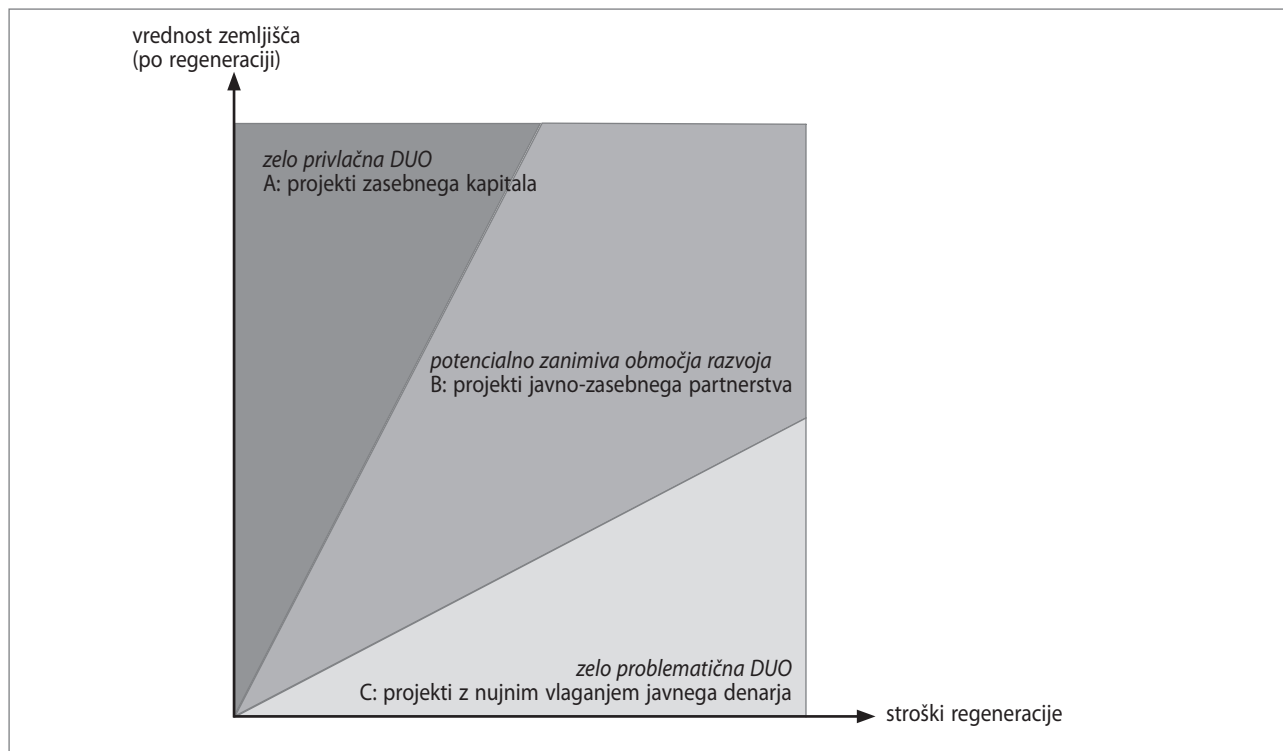 vrednost zemljišča
(po regeneraciji)
zelo privlačna DUO
A: projekti zasebnega kapitala
potencialno zanimiva območja razvoja
B: projekti javno-zasebnega partnerstva
zelo problematična DUO
C: projekti z nujnim vlaganjem javnega denarja
stroški regeneracije